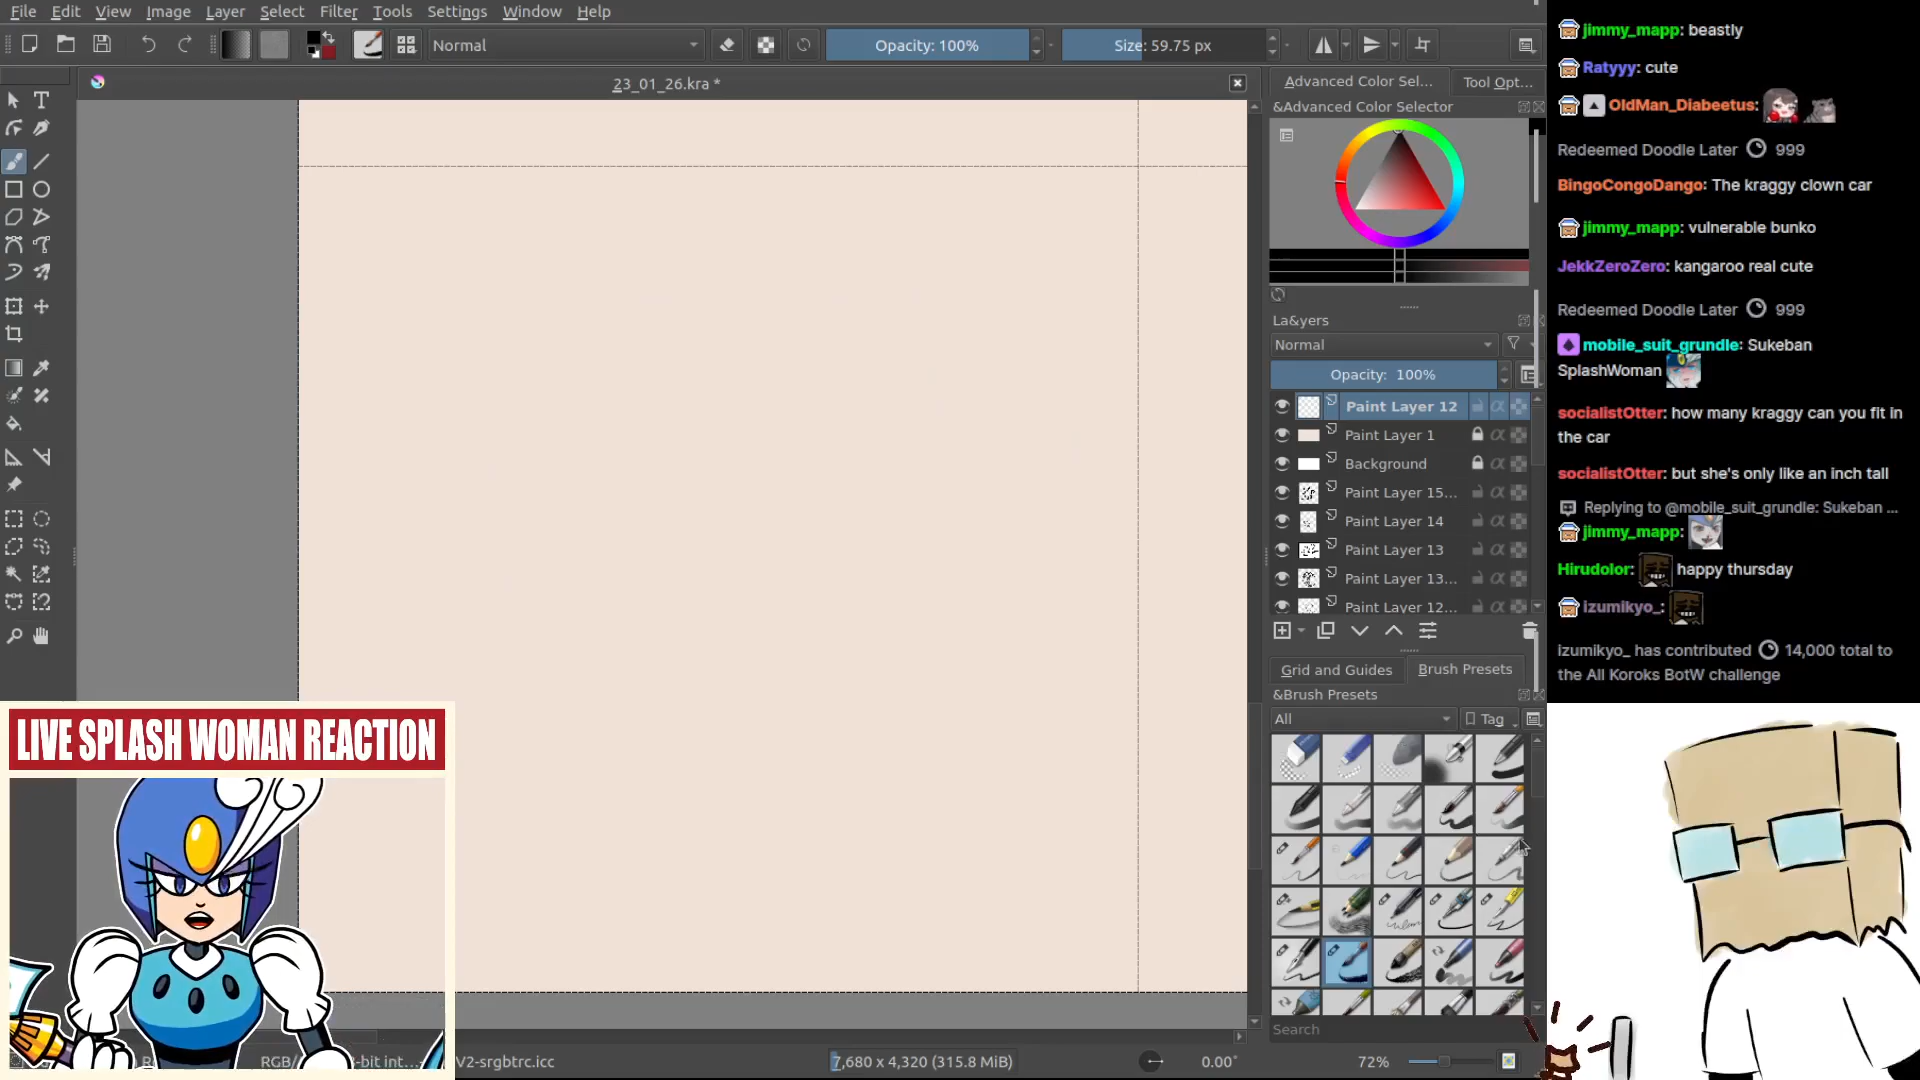 File Edit View Image Layer Select Filter Tools Settings Window Help
Normal Opacity: 100% Size: 59.75 px
23_01_26.kra *
Advanced Color Sel... Tool Opt...
&Advanced Color Selector
La&yers
Normal
Opacity: 100%
Paint Layer 12
Paint Layer 1
Background
Paint Layer 15...
Paint Layer 14
Paint Layer 13
Paint Layer 13...
Paint Layer 12...
Grid and Guides Brush Presets
&Brush Presets
All Tag
Search
RGB/ -bit int... V2-srgbtrc.icc 7,680 x 4,320 (315.8 MiB) 0.00° 72%
LIVE SPLASH WOMAN REACTION
jimmy_mapp: beastly
Ratyyy: cute
OldMan_Diabeetus:
Redeemed Doodle Later 999
BingoCongoDango: The kraggy clown car
jimmy_mapp: vulnerable bunko
JekkZeroZero: kangaroo real cute
Redeemed Doodle Later 999
mobile_suit_grundle: Sukeban
SplashWoman
socialistOtter: how many kraggy can you fit in
the car
socialistOtter: but she's only like an inch tall
Replying to @mobile_suit_grundle: Sukeban ...
jimmy_mapp:
Hirudolor: happy thursday
izumikyo_:
izumikyo_ has contributed 14,000 total to
the All Koroks BotW challenge